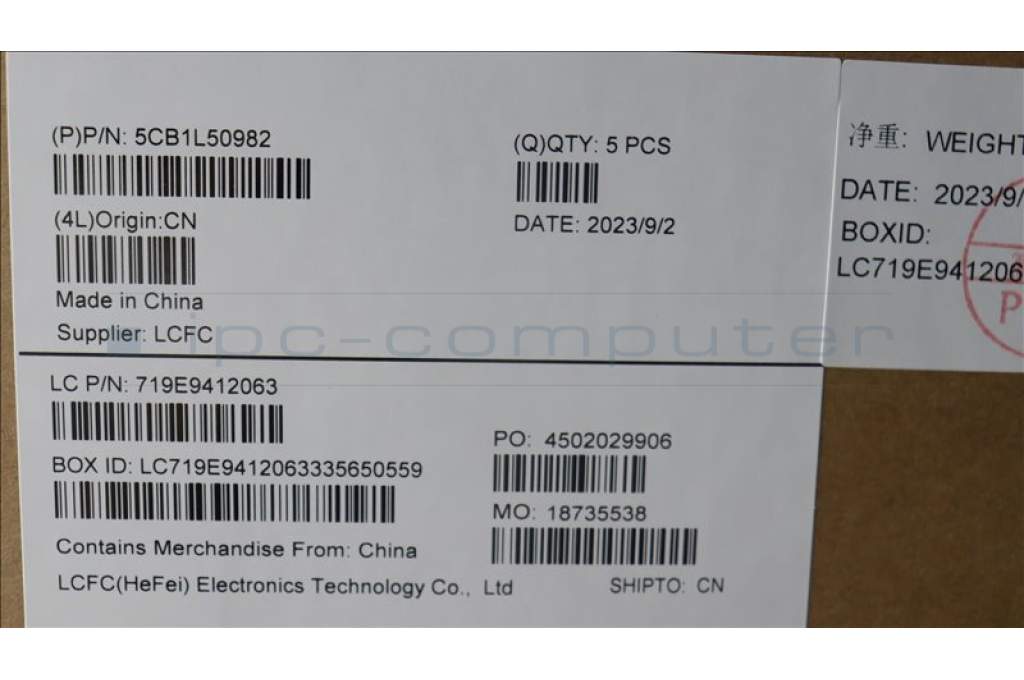 (P)P/N: 5CB1L50982
(Q)QTY: 5 PCS
(4L)Origin:CN
DATE: 2023/9/2
Made in China
Supplier: LCFC
ipc-computer
LC P/N: 719E9412063
PO: 4502029906
BOX ID: LC719E9412063335650559
MO: 18735538
Contains Merchandise From: China
LCFC(HeFei) Electronics Technology Co., Ltd
SHIPTO: CN
净重: WEIGHT
DATE: 2023/9/
BOXID:
LC719E941206
P